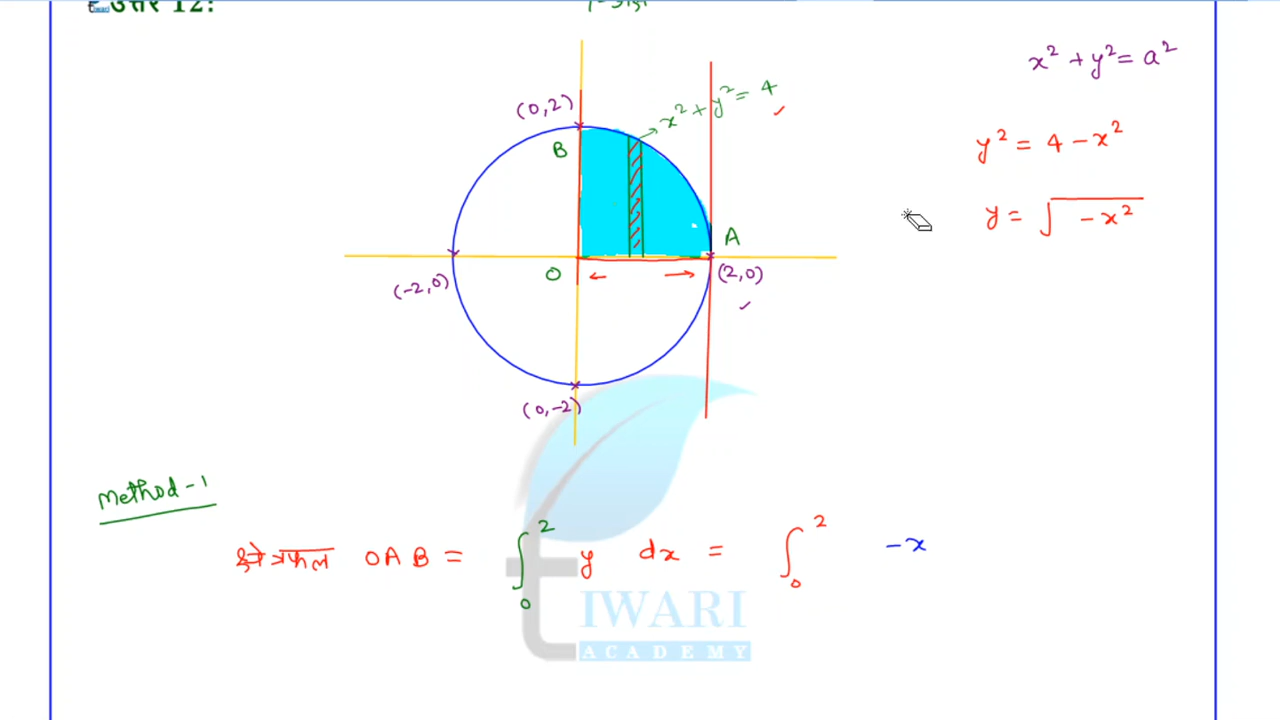 उत्तर 12:
x² + y² = a²
(0,2)
x² + y² = 4
y² = 4 - x²
B
y = √ -x²
A
O
(2,0)
(-2,0)
(0,-2)
Method-1
क्षेत्रफल OAB = ∫₀² y dx = ∫₀² -x
TIWARI
ACADEMY